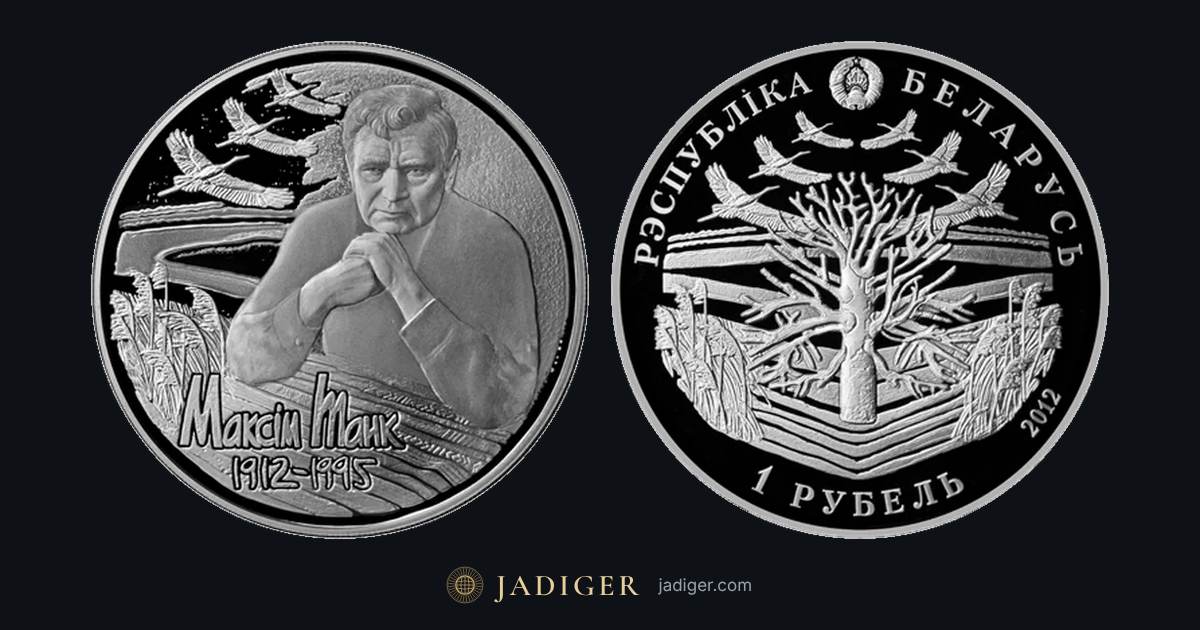 Максім Танк
1912-1995
РЭСПУБЛІКА БЕЛАРУСЬ
2012
1 РУБЕЛЬ
JADIGER jadiger.com